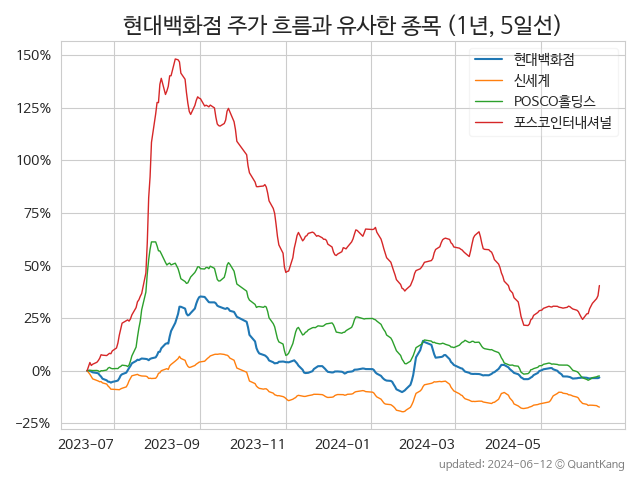 현대백화점 주가 흐름과 유사한 종목 (1년, 5일선)
현대백화점
신세계
POSCO홀딩스
포스코인터내셔널
150%
125%
100%
75%
50%
25%
0%
−25%
2023-07 2023-09 2023-11 2024-01 2024-03 2024-05
updated: 2024-06-12 © QuantKang